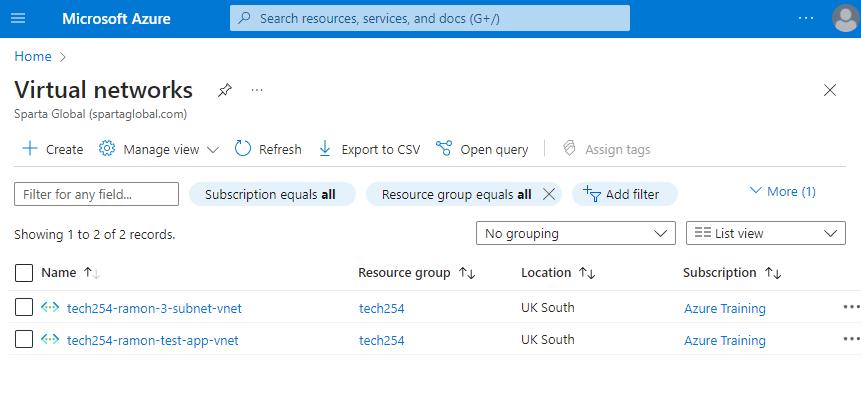 Microsoft Azure
Search resources, services, and docs (G+/)
Home
Virtual networks
Sparta Global (spartaglobal.com)
Create Manage view Refresh Export to CSV Open query Assign tags
Filter for any field... Subscription equals all Resource group equals all Add filter More (1)
Showing 1 to 2 of 2 records. No grouping List view
Name Resource group Location Subscription
tech254-ramon-3-subnet-vnet tech254 UK South Azure Training
tech254-ramon-test-app-vnet tech254 UK South Azure Training